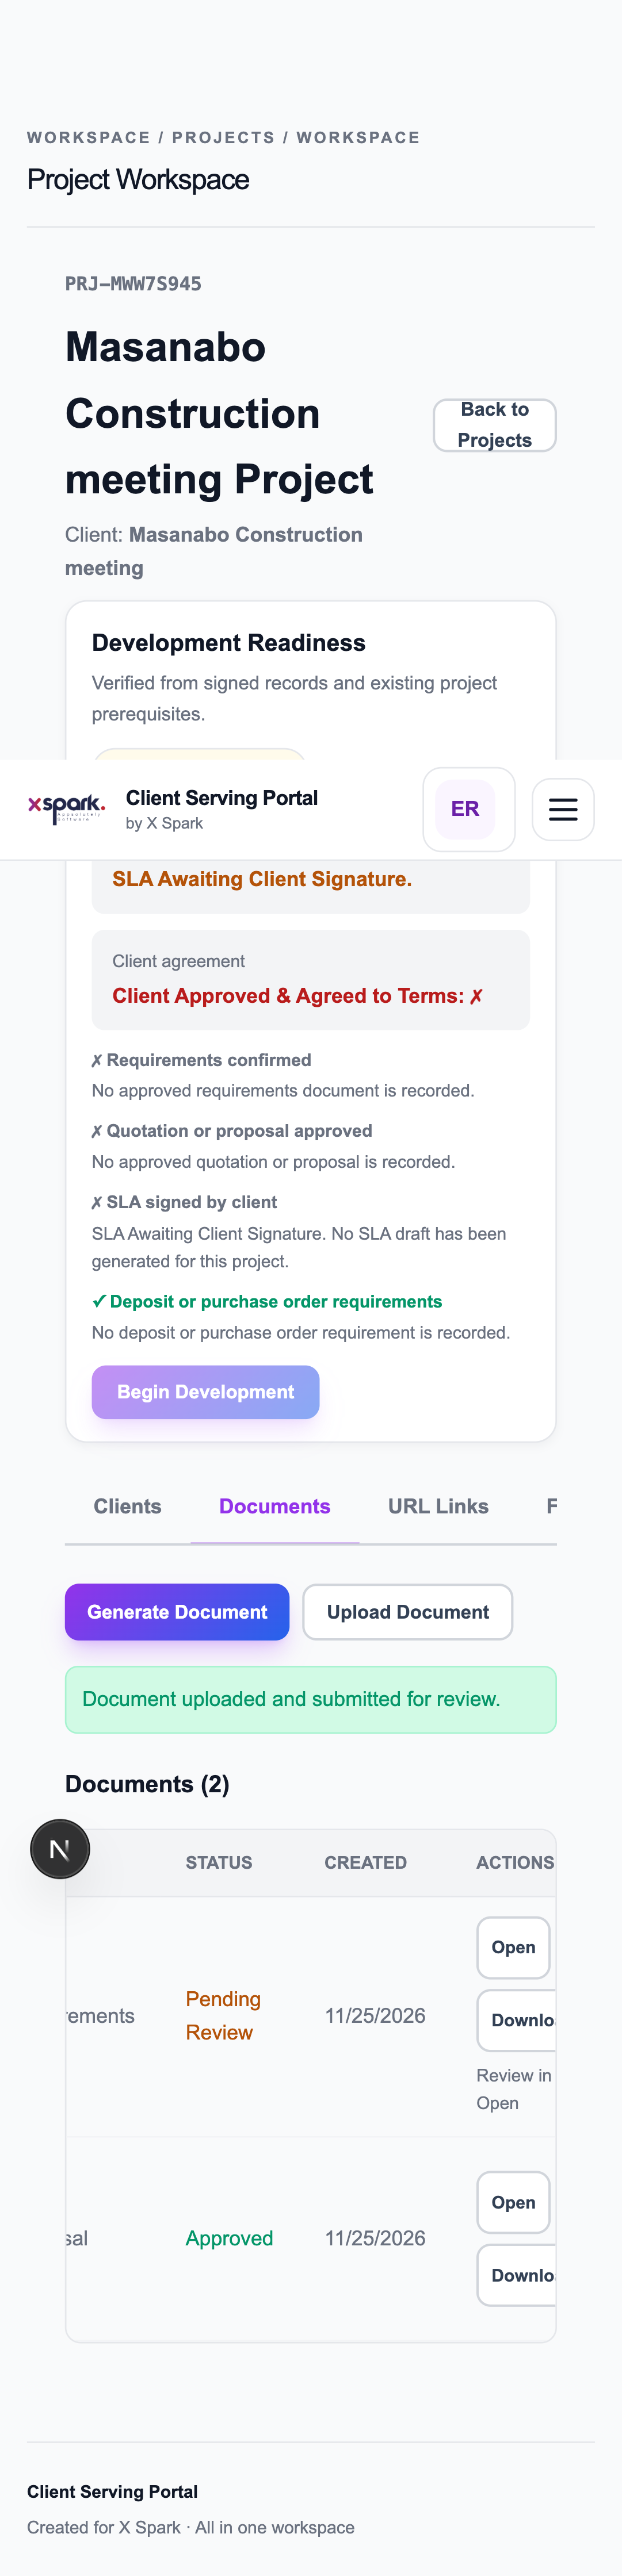 WORKSPACE / PROJECTS / WORKSPACE
Project Workspace
PRJ-MWW7S945
Masanabo
Construction
meeting Project
Back to
Projects
Client: Masanabo Construction
meeting
Development Readiness
Verified from signed records and existing project
prerequisites.
xspark.
Appsolutely
Software
Client Serving Portal
by X Spark
ER
SLA Awaiting Client Signature.
Client agreement
Client Approved & Agreed to Terms: ✗
✗ Requirements confirmed
No approved requirements document is recorded.
✗ Quotation or proposal approved
No approved quotation or proposal is recorded.
✗ SLA signed by client
SLA Awaiting Client Signature. No SLA draft has been
generated for this project.
✓ Deposit or purchase order requirements
No deposit or purchase order requirement is recorded.
Begin Development
Clients Documents URL Links F
Generate Document Upload Document
Document uploaded and submitted for review.
Documents (2)
N
STATUS CREATED ACTIONS
Open
rements Pending
Review 11/25/2026
Downlo
Review in
Open
Open
sal Approved 11/25/2026
Downlo
Client Serving Portal
Created for X Spark · All in one workspace